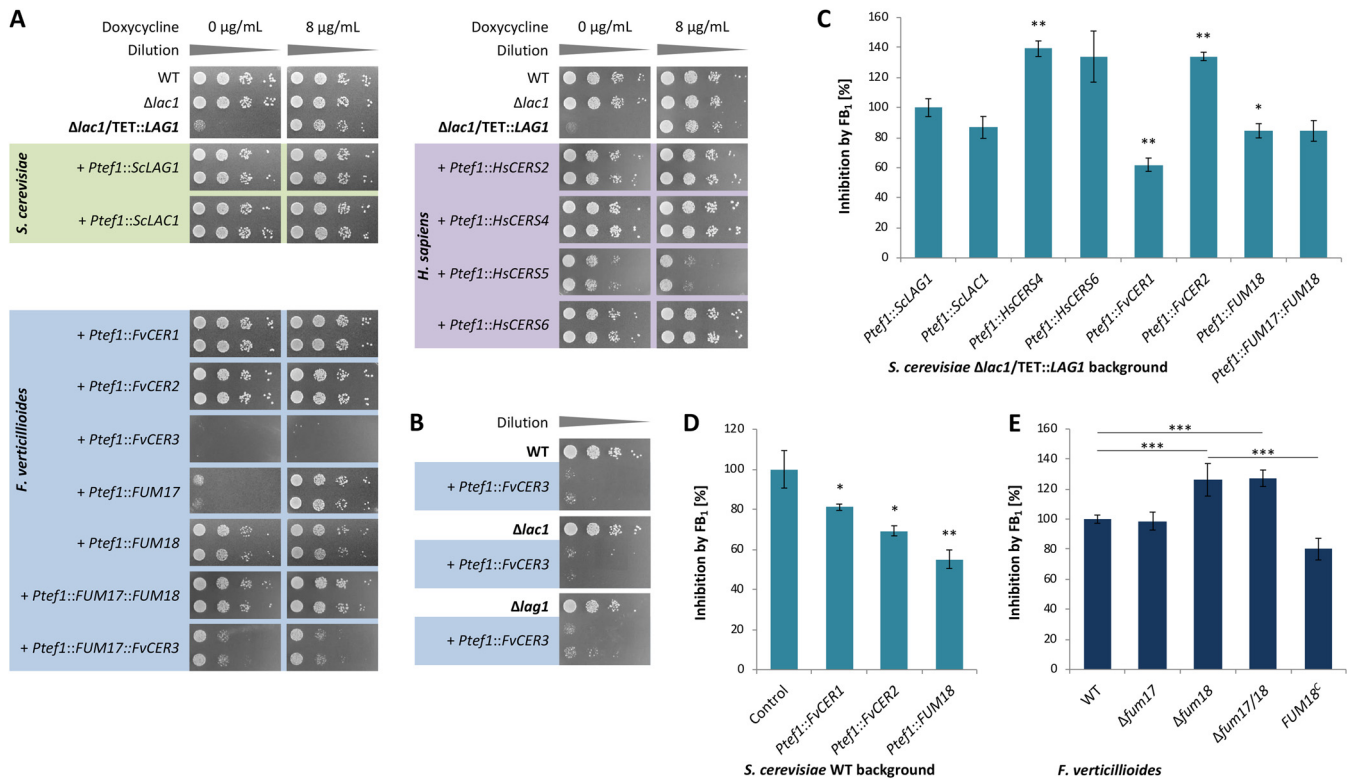 A
Doxycycline 0 µg/mL 8 µg/mL
Dilution
WT
Δlac1
Δlac1/TET::LAG1
S. cerevisiae
+ Ptef1::ScLAG1
+ Ptef1::ScLAC1
F. verticillioides
+ Ptef1::FvCER1
+ Ptef1::FvCER2
+ Ptef1::FvCER3
+ Ptef1::FUM17
+ Ptef1::FUM18
+ Ptef1::FUM17::FUM18
+ Ptef1::FUM17::FvCER3
Doxycycline 0 µg/mL 8 µg/mL
Dilution
WT
Δlac1
Δlac1/TET::LAG1
H. sapiens
+ Ptef1::HsCERS2
+ Ptef1::HsCERS4
+ Ptef1::HsCERS5
+ Ptef1::HsCERS6
B
Dilution
WT
+ Ptef1::FvCER3
Δlac1
+ Ptef1::FvCER3
Δlag1
+ Ptef1::FvCER3
C
Inhibition by FB₁ [%]
160
140
120
100
80
60
40
20
0
** ** ** *
Ptef1::ScLAG1
Ptef1::ScLAC1
Ptef1::HsCERS4
Ptef1::HsCERS6
Ptef1::FvCER1
Ptef1::FvCER2
Ptef1::FUM18
Ptef1::FUM17::FUM18
S. cerevisiae Δlac1/TET::LAG1 background
D
Inhibition by FB₁ [%]
120
100
80
60
40
20
0
* * **
Control
Ptef1::FvCER1
Ptef1::FvCER2
Ptef1::FUM18
S. cerevisiae WT background
E
Inhibition by FB₁ [%]
160
140
120
100
80
60
40
20
0
***
*** ***
WT
Δfum17
Δfum18
Δfum17/18
FUM18ᶜ
F. verticillioides